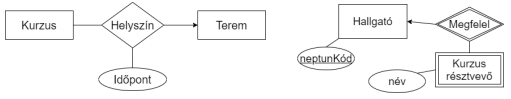 Kurzus
Helyszín
Terem
Időpont
Hallgató
Megfelel
neptunKód
név
Kurzus
résztvevő